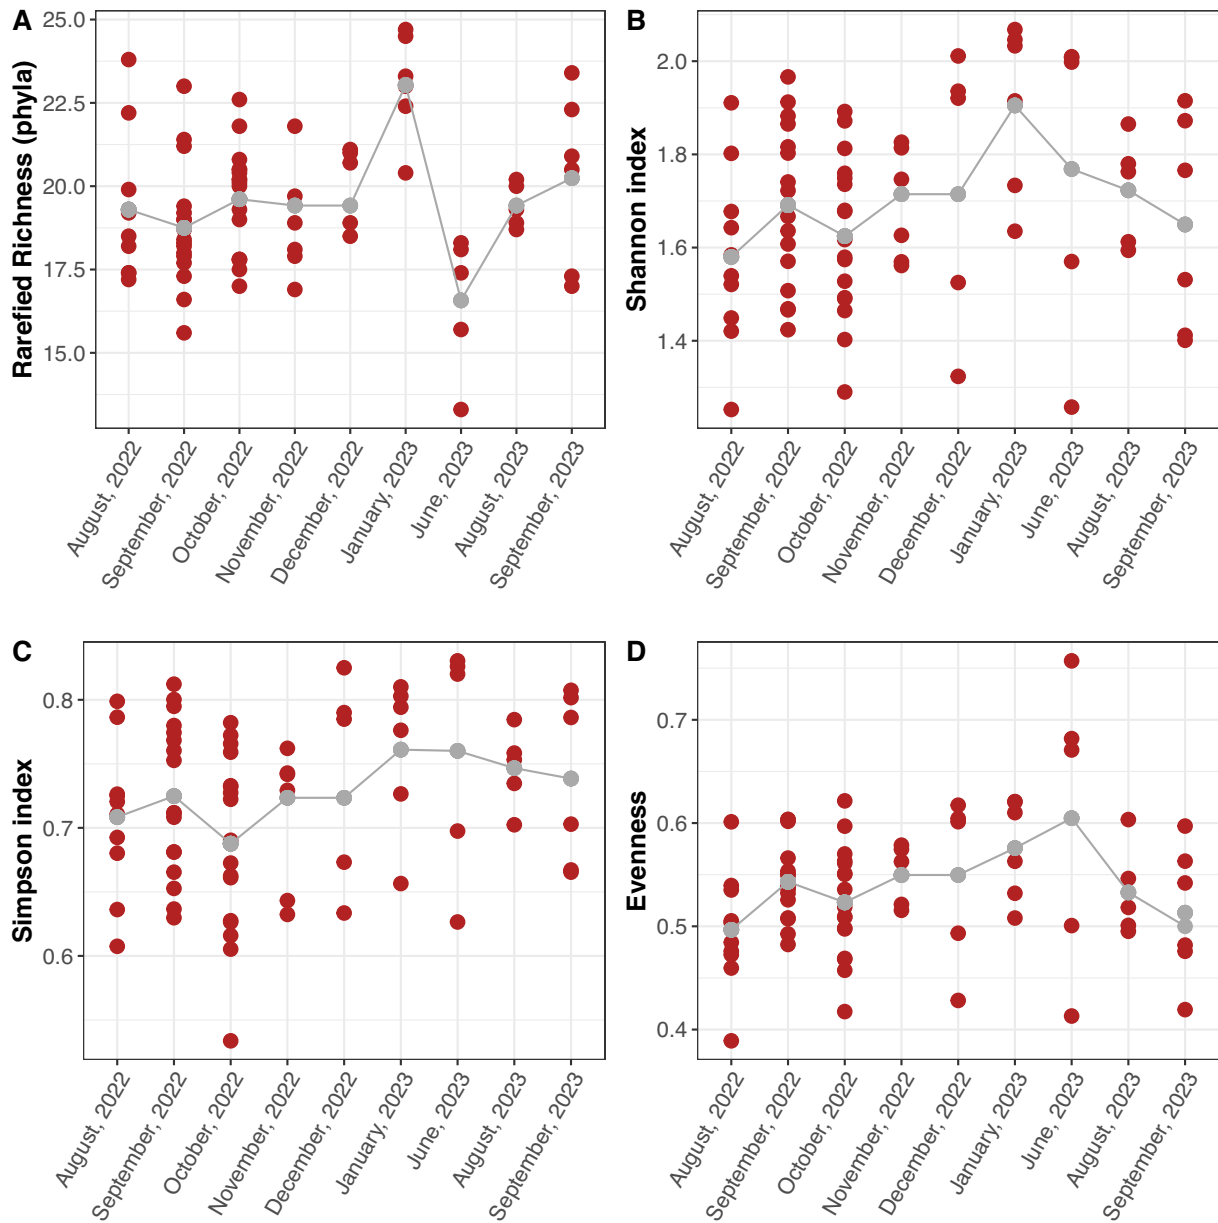 A
Rarefied Richness (phyla)
25.0
22.5
20.0
17.5
15.0
August, 2022
September, 2022
October, 2022
November, 2022
December, 2022
January, 2023
June, 2023
August, 2023
September, 2023
B
Shannon index
2.0
1.8
1.6
1.4
August, 2022
September, 2022
October, 2022
November, 2022
December, 2022
January, 2023
June, 2023
August, 2023
September, 2023
C
Simpson index
0.8
0.7
0.6
August, 2022
September, 2022
October, 2022
November, 2022
December, 2022
January, 2023
June, 2023
August, 2023
September, 2023
D
Evenness
0.7
0.6
0.5
0.4
August, 2022
September, 2022
October, 2022
November, 2022
December, 2022
January, 2023
June, 2023
August, 2023
September, 2023